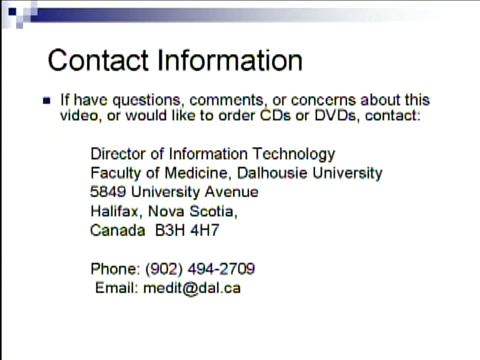 Contact Information
If have questions, comments, or concerns about this
video, or would like to order CDs or DVDs, contact:
Director of Information Technology
Faculty of Medicine, Dalhousie University
5849 University Avenue
Halifax, Nova Scotia,
Canada B3H 4H7
Phone: (902) 494-2709
Email: medit@dal.ca